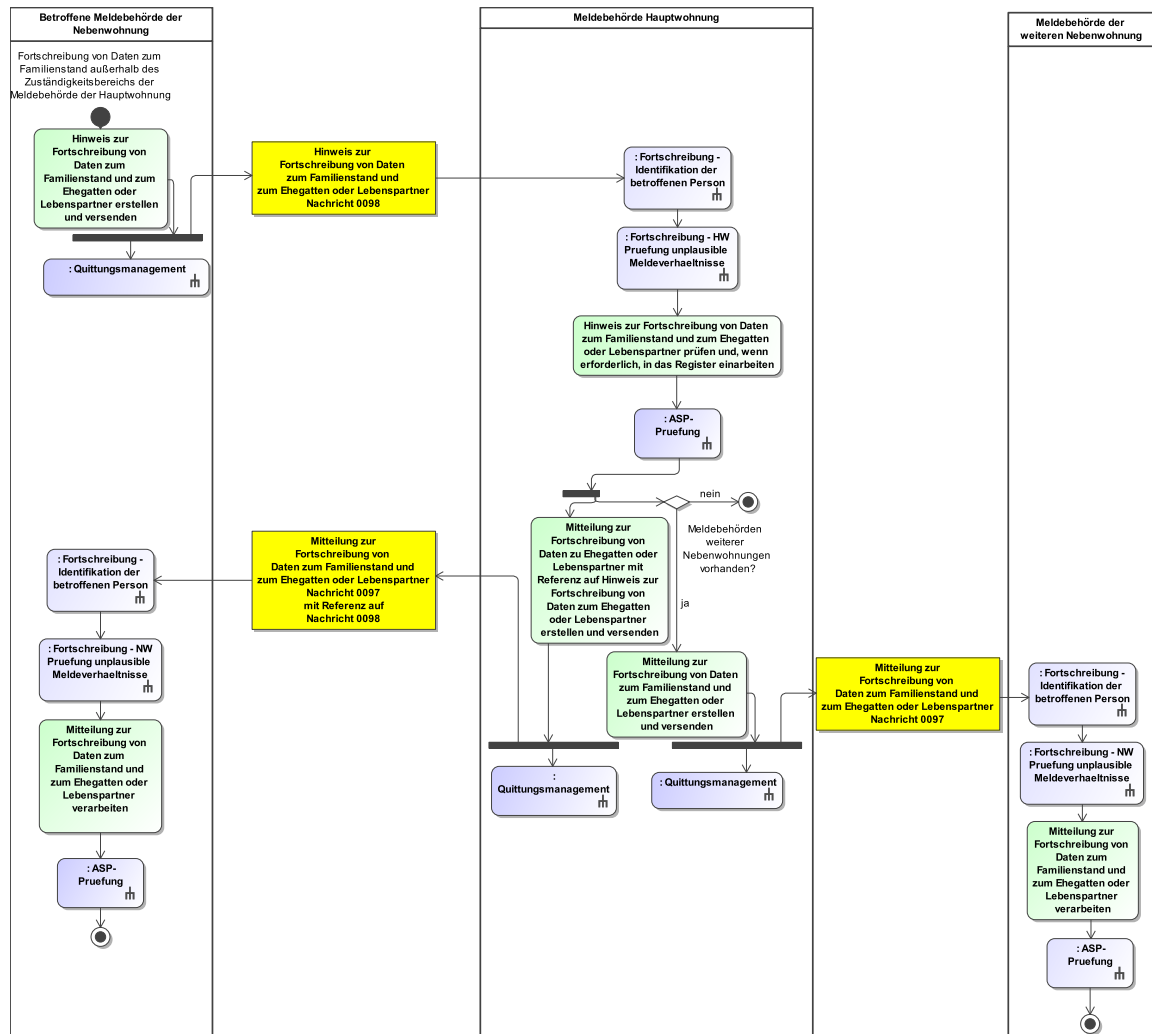 Betroffene Meldebehörde der
Nebenwohnung
Meldebehörde Hauptwohnung
Meldebehörde der
weiteren Nebenwohnung
Fortschreibung von Daten zum
Familienstand außerhalb des
Zuständigkeitsbereichs der
Meldebehörde der Hauptwohnung
Hinweis zur
Fortschreibung von
Daten zum
Familienstand und zum
Ehegatten oder
Lebenspartner erstellen
und versenden
: Quittungsmanagement
Hinweis zur
Fortschreibung von Daten
zum Familienstand und
zum Ehegatten oder Lebenspartner
Nachricht 0098
: Fortschreibung -
Identifikation der
betroffenen Person
: Fortschreibung - HW
Pruefung unplausible
Meldeverhaeltnisse
Hinweis zur Fortschreibung von Daten
zum Familienstand und zum Ehegatten
oder Lebenspartner prüfen und, wenn
erforderlich, in das Register einarbeiten
: ASP-
Pruefung
nein
Meldebehörden
weiterer
Nebenwohnungen
vorhanden?
ja
Mitteilung zur
Fortschreibung von
Daten zu Ehegatten oder
Lebenspartner mit
Referenz auf Hinweis zur
Fortschreibung von
Daten zum Ehegatten
oder Lebenspartner
erstellen und versenden
Mitteilung zur
Fortschreibung von Daten
zum Familienstand und
zum Ehegatten oder
Lebenspartner erstellen
und versenden
:
Quittungsmanagement
: Quittungsmanagement
Mitteilung zur
Fortschreibung von
Daten zum Familienstand und
zum Ehegatten oder Lebenspartner
Nachricht 0097
mit Referenz auf
Nachricht 0098
: Fortschreibung -
Identifikation der
betroffenen Person
: Fortschreibung - NW
Pruefung unplausible
Meldeverhaeltnisse
Mitteilung zur
Fortschreibung von
Daten zum
Familienstand und
zum Ehegatten oder
Lebenspartner
verarbeiten
: ASP-
Pruefung
Mitteilung zur
Fortschreibung von
Daten zum Familienstand und
zum Ehegatten oder Lebenspartner
Nachricht 0097
: Fortschreibung -
Identifikation der
betroffenen Person
: Fortschreibung - NW
Pruefung unplausible
Meldeverhaeltnisse
Mitteilung zur
Fortschreibung von
Daten zum
Familienstand und
zum Ehegatten oder
Lebenspartner
verarbeiten
: ASP-
Pruefung